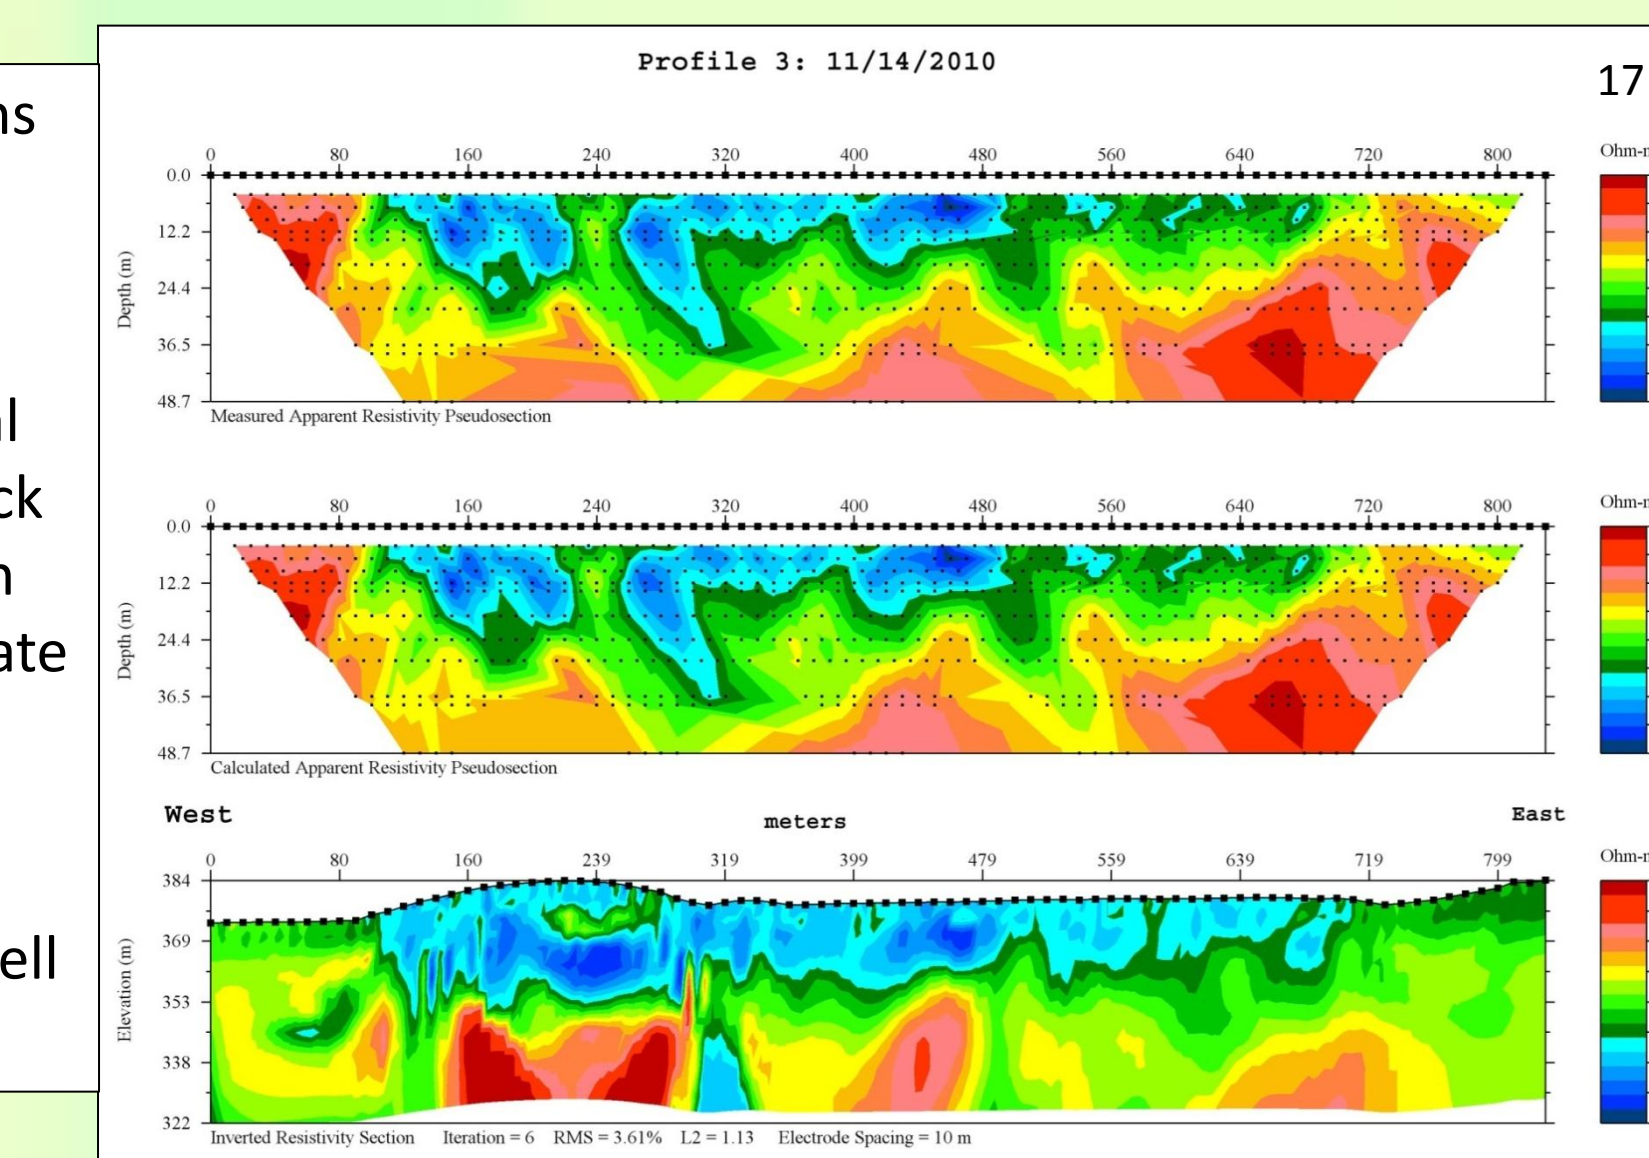 ns
al
ck
n
ate
ell
Profile 3: 11/14/2010
17
0 80 160 240 320 400 480 560 640 720 800
Ohm-m
0.0
12.2
24.4
36.5
48.7
Depth (m)
Measured Apparent Resistivity Pseudosection
0 80 160 240 320 400 480 560 640 720 800
Ohm-m
0.0
12.2
24.4
36.5
48.7
Depth (m)
Calculated Apparent Resistivity Pseudosection
West meters East
0 80 160 239 319 399 479 559 639 719 799
Ohm-m
384
369
353
338
322
Elevation (m)
Inverted Resistivity Section Iteration = 6 RMS = 3.61% L2 = 1.13 Electrode Spacing = 10 m